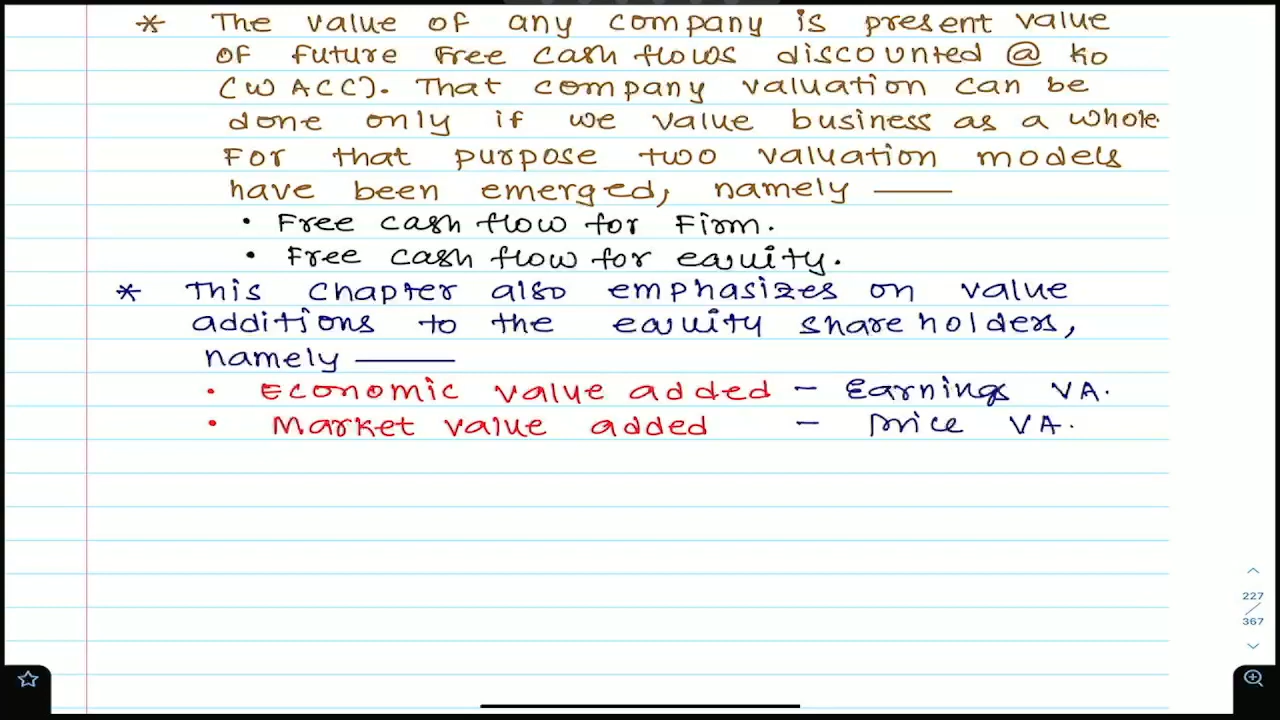 * The value of any company is present value
of future Free cash flows discounted @ ko
(WACC). That company valuation can be
done only if we value business as a whole.
For that purpose two valuation models
have been emerged, namely ——
• Free cash flow for Firm.
• Free cash flow for equity.
* This chapter also emphasizes on value
additions to the equity shareholders,
namely ——
• Economic value added – Earnings VA.
• Market value added – Price VA.
227
/
367